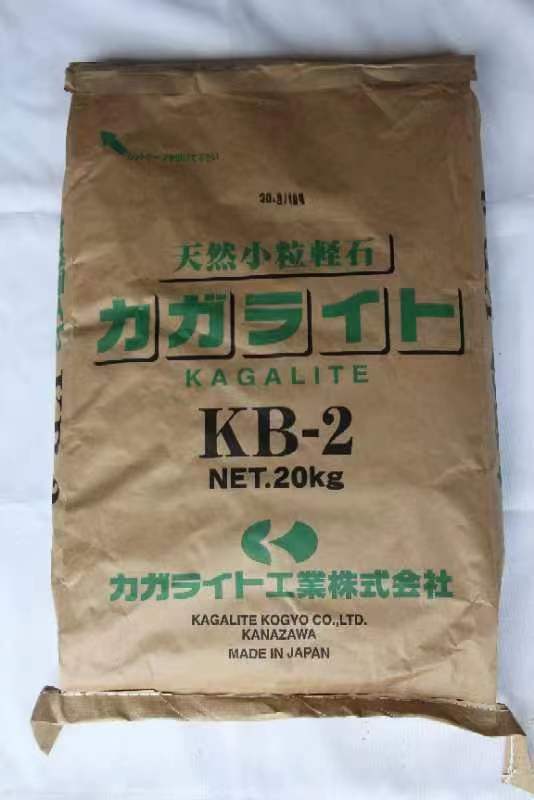 天然小粒軽石
カガライト
KAGALITE
KB-2
NET.20kg
カガライト工業株式会社
KAGALITE KOGYO CO.,LTD.
KANAZAWA
MADE IN JAPAN